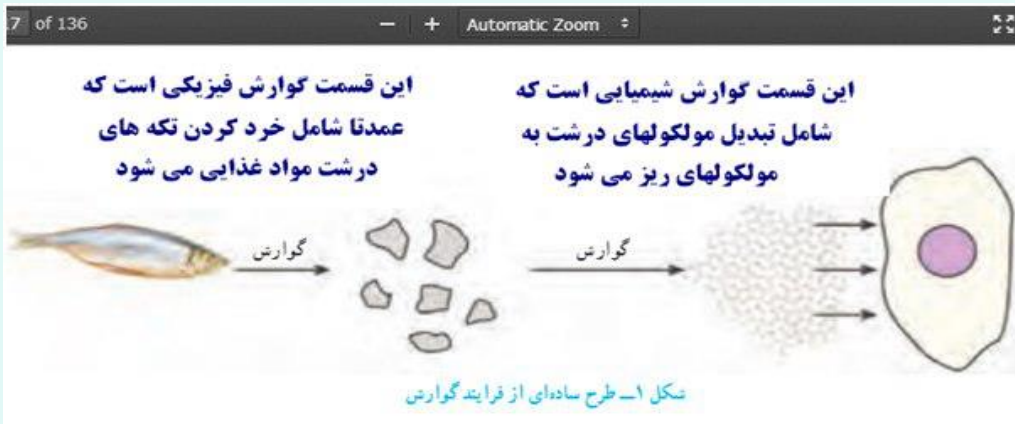 7 of 136
− + Automatic Zoom
این قسمت گوارش فیزیکی است که
عمدتا شامل خرد کردن تکه های
درشت مواد غذایی می شود
این قسمت گوارش شیمیایی است که
شامل تبدیل مولکولهای درشت به
مولکولهای ریز می شود
گوارش
گوارش
شکل ۱ــ طرح ساده‌ای از فرایند گوارش